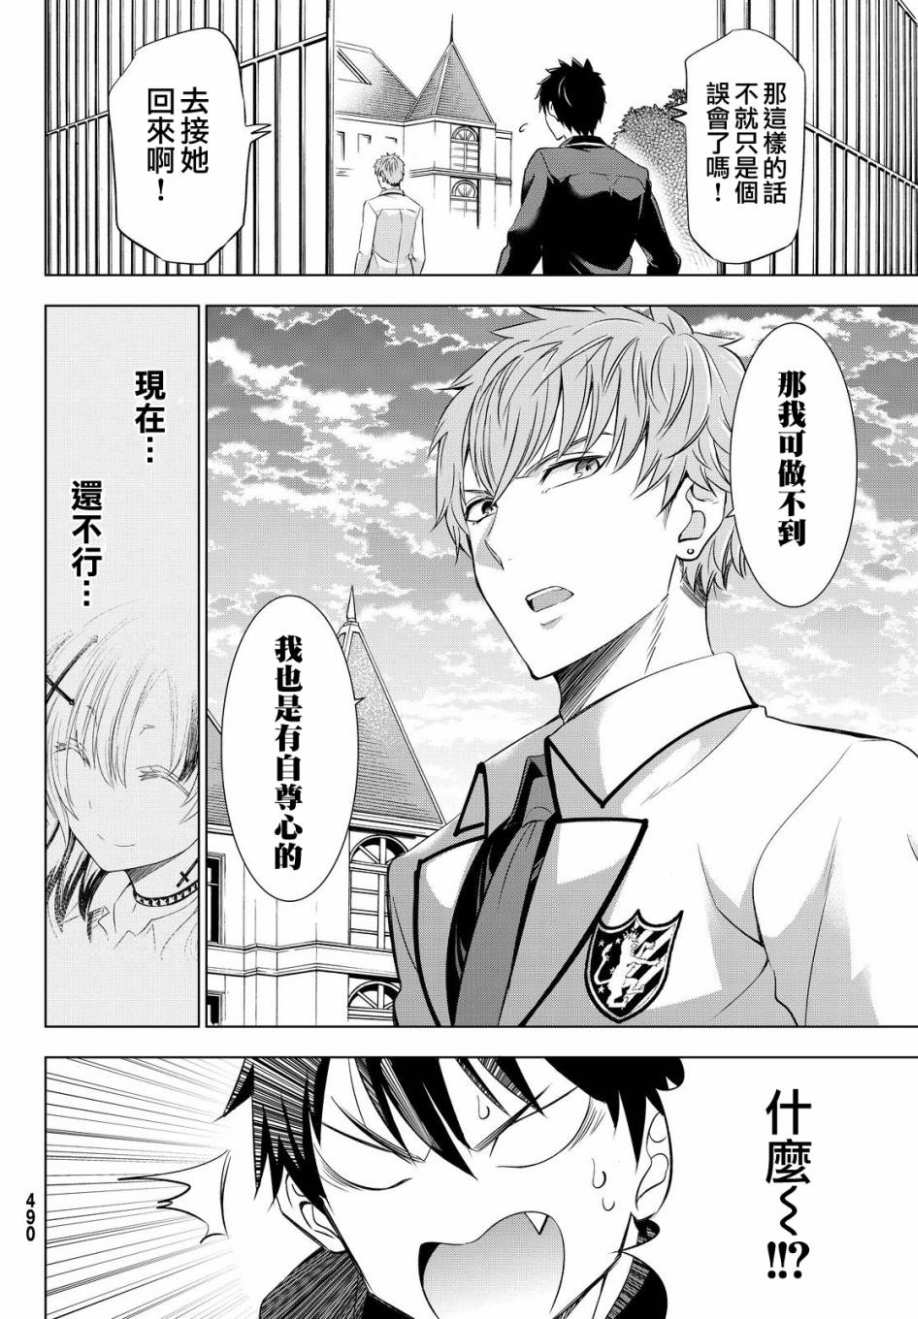 那這樣的話
不就只是個
誤會了嗎！
去接她
回來啊！
那我可做不到
我也是有自尊心的
現在…
還不行…
什麼～!!?
490